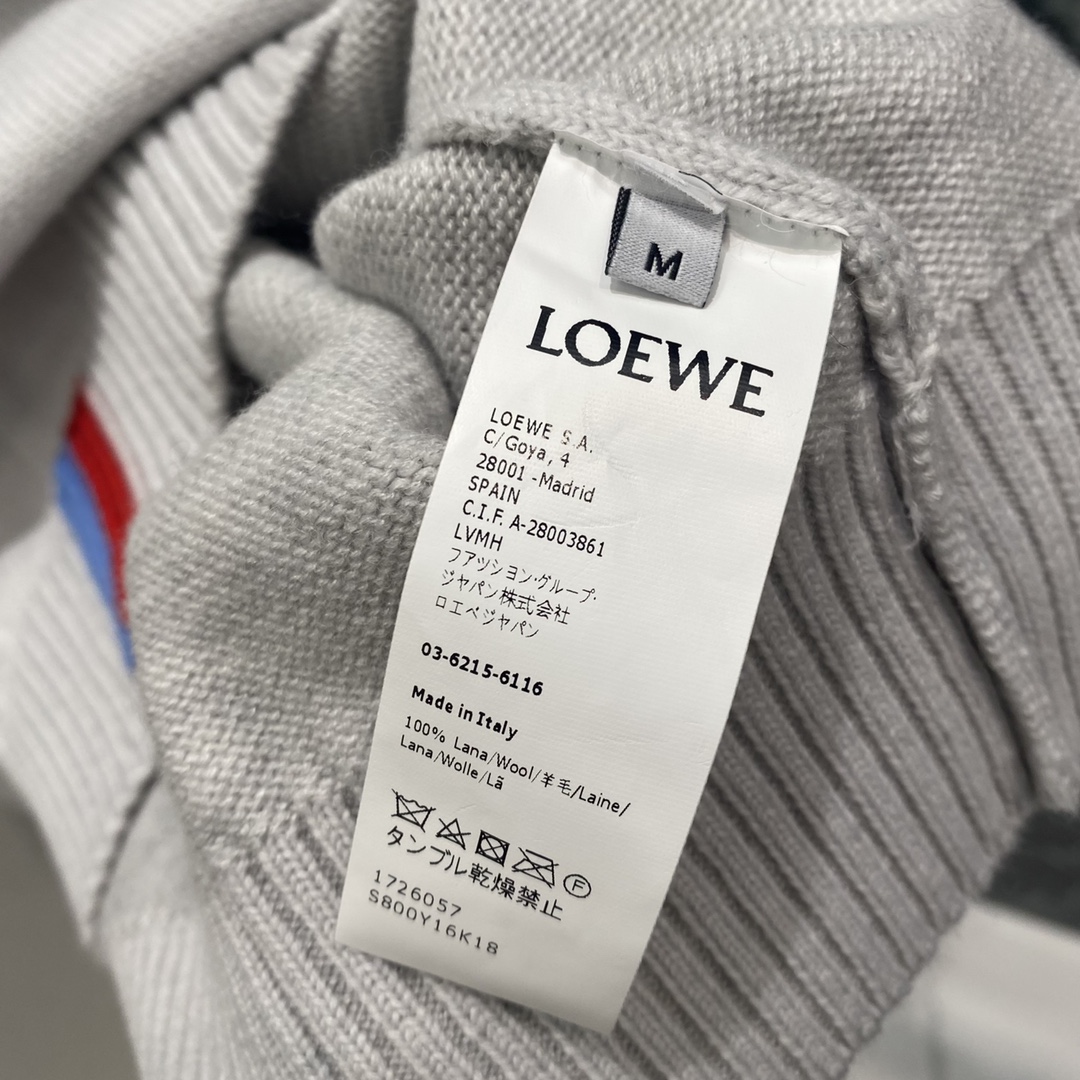 M
LOEWE
LOEWE S.A.
C/Goya, 4
28001 -Madrid
SPAIN
C.I.F. A-28003861
LVMH
ファッション・グループ・
ジャパン株式会社
ロエベジャパン
03-6215-6116
Made in Italy
100% Lana/Wool/羊毛/Laine/
Lana/Wolle/Lã
F
タンブル乾燥禁止
1726057
S800Y16K18